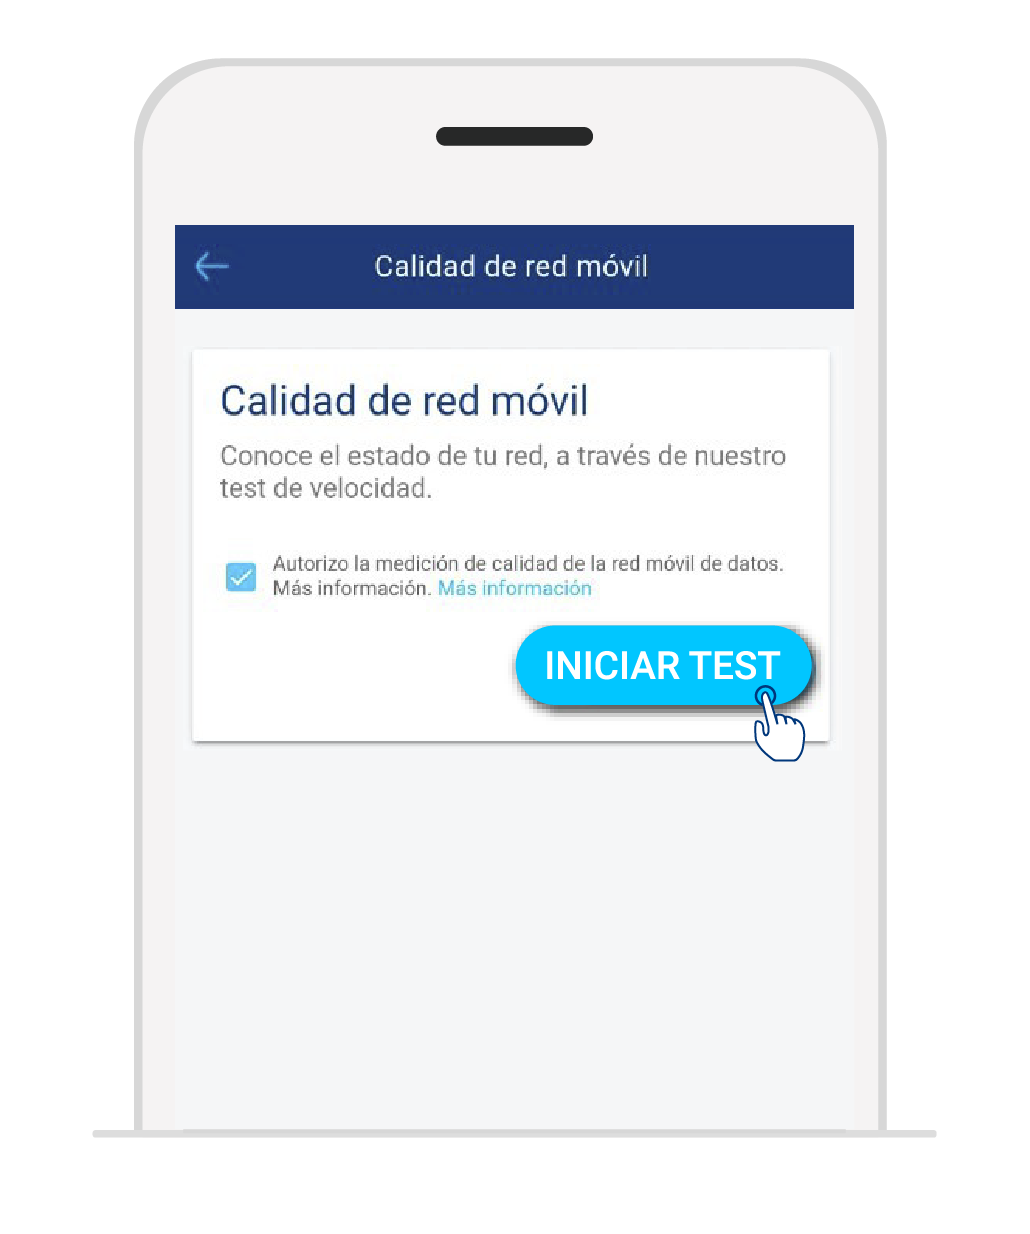 Calidad de red móvil
Calidad de red móvil
Conoce el estado de tu red, a través de nuestro
test de velocidad.
Autorizo la medición de calidad de la red móvil de datos.
Más información. Más información
INICIAR TEST